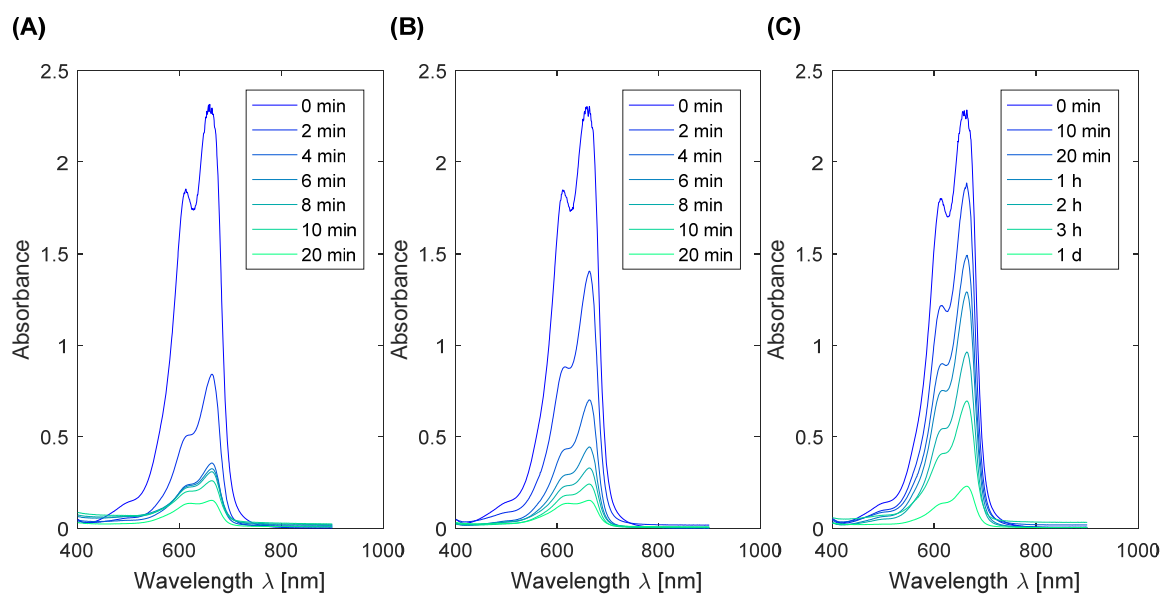 (A)
2.5
2
1.5
1
0.5
0
400
600
800
1000
Absorbance
Wavelength λ [nm]
0 min
2 min
4 min
6 min
8 min
10 min
20 min
(B)
2.5
2
1.5
1
0.5
0
400
600
800
1000
Absorbance
Wavelength λ [nm]
0 min
2 min
4 min
6 min
8 min
10 min
20 min
(C)
2.5
2
1.5
1
0.5
0
400
600
800
1000
Absorbance
Wavelength λ [nm]
0 min
10 min
20 min
1 h
2 h
3 h
1 d